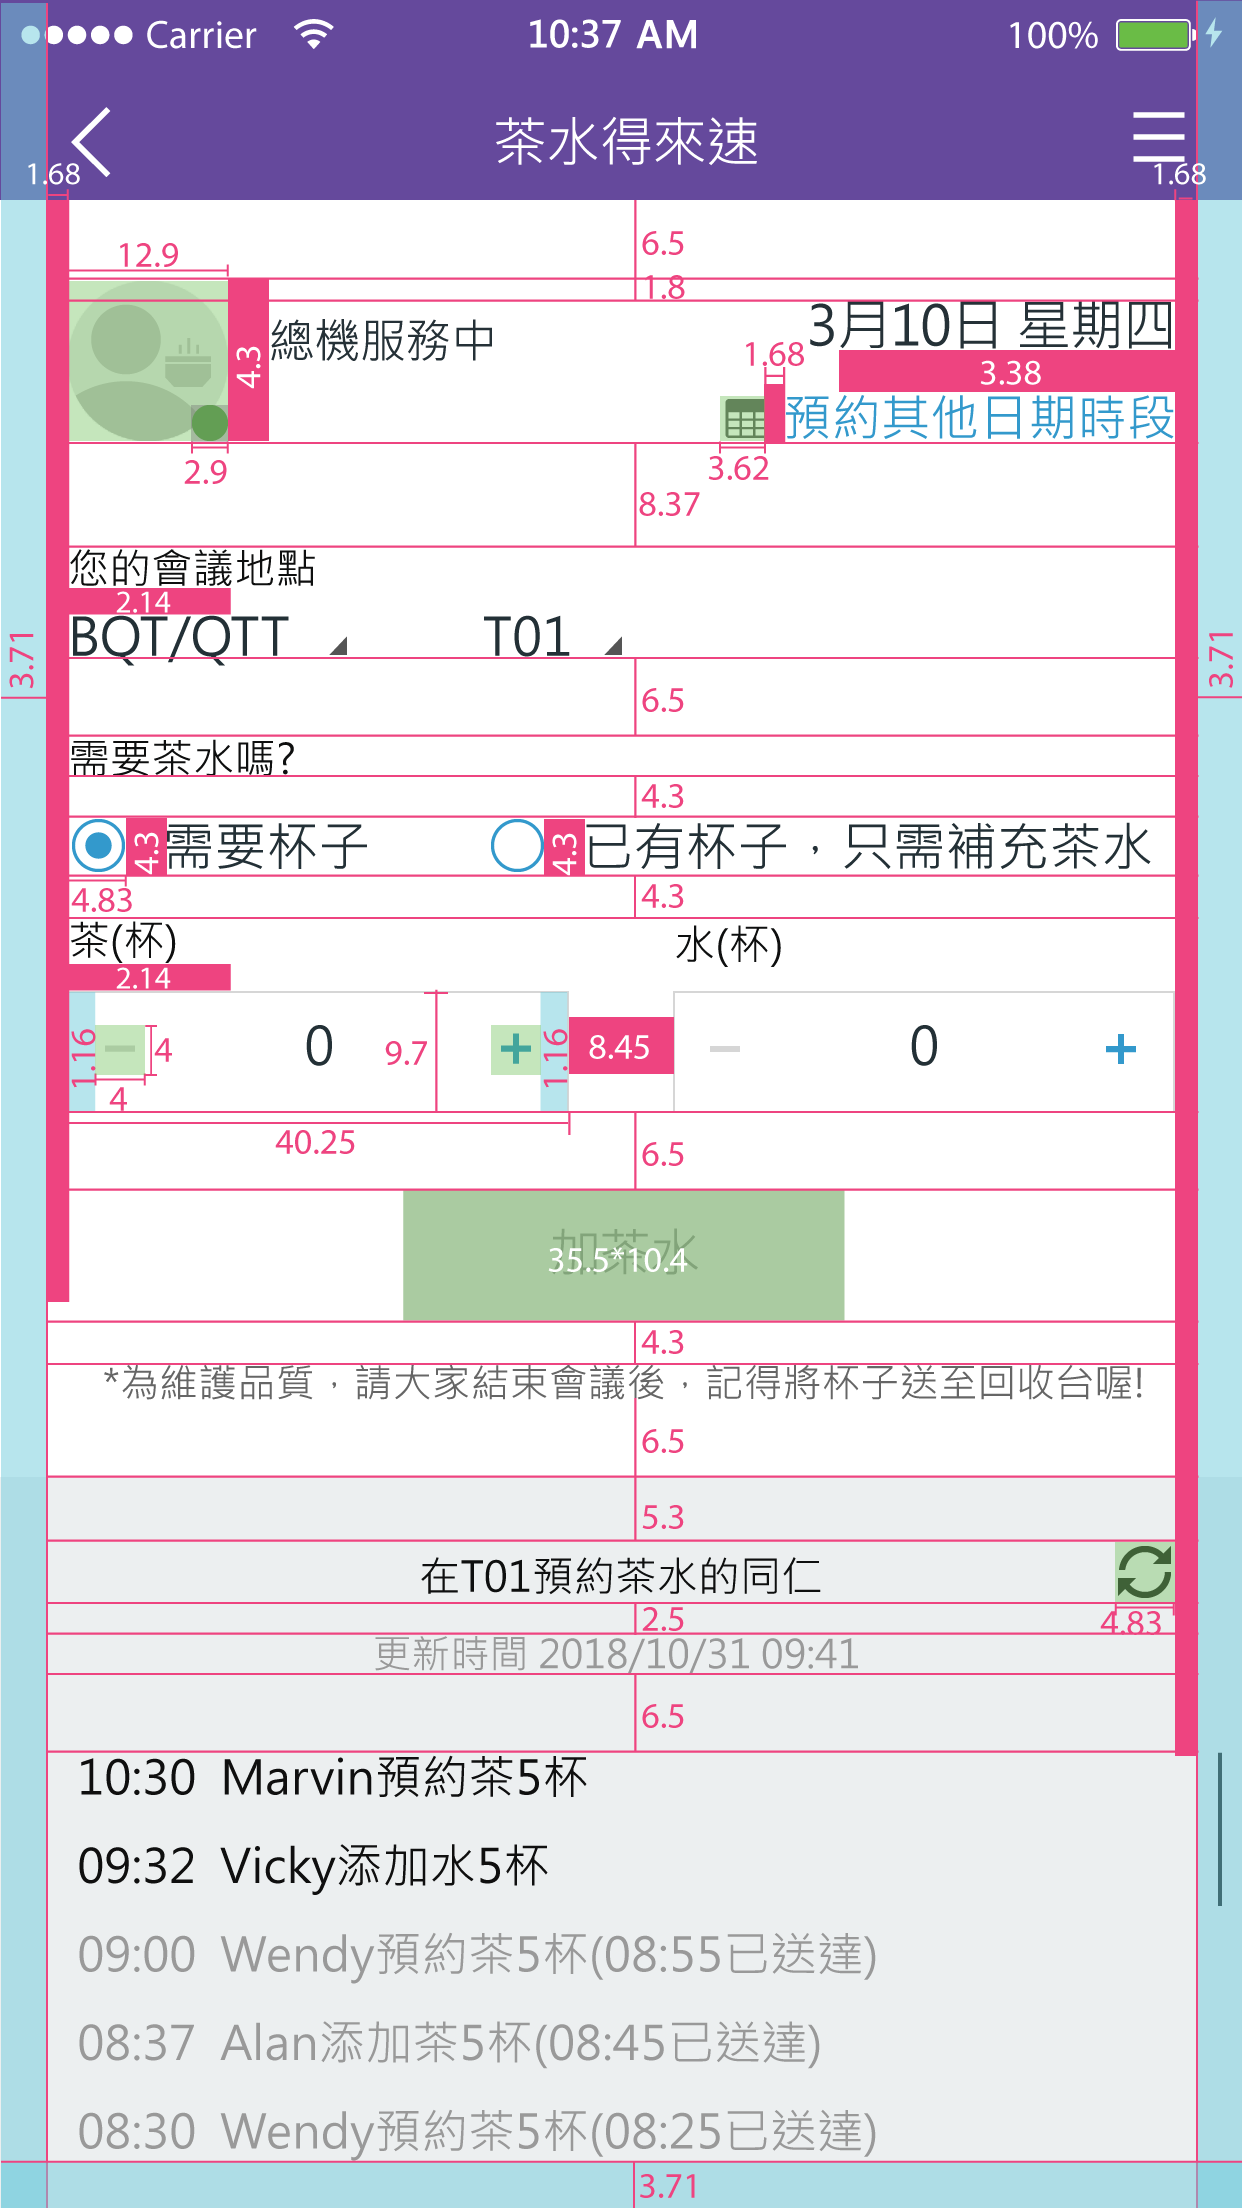 Carrier 10:37 AM 100%
茶水得來速
1.68 1.68
6.5
12.9
1.8
總機服務中
3月10日 星期四
4.3
1.68
3.38
預約其他日期時段
2.9
3.62
8.37
您的會議地點
2.14
BQT/QTT T01
3.71 3.71
6.5
需要茶水嗎?
4.3
4.3 需要杯子 4.3 已有杯子，只需補充茶水
4.83
4.3
茶(杯) 水(杯)
2.14
1.16 − 4 0 9.7 + 1.16 8.45 − 0 +
4
40.25
6.5
加茶水
35.5*10.4
4.3
*為維護品質，請大家結束會議後，記得將杯子送至回收台喔!
6.5
5.3
在T01預約茶水的同仁
2.5
4.83
更新時間 2018/10/31 09:41
6.5
10:30 Marvin預約茶5杯
09:32 Vicky添加水5杯
09:00 Wendy預約茶5杯(08:55已送達)
08:37 Alan添加茶5杯(08:45已送達)
08:30 Wendy預約茶5杯(08:25已送達)
3.71